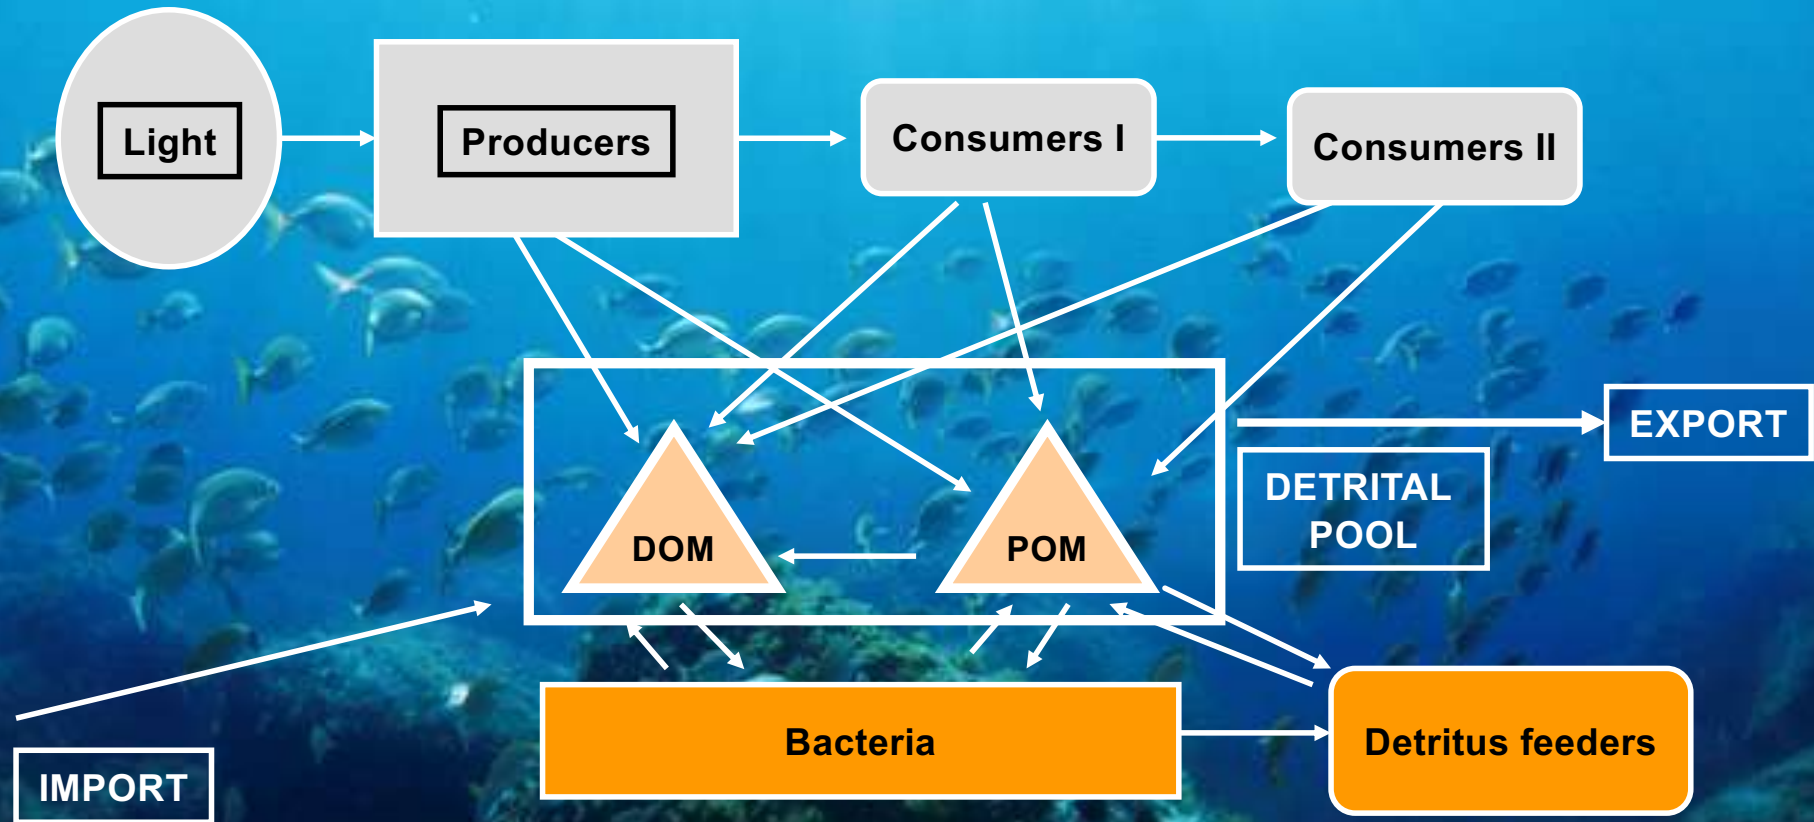 Light
Producers
Consumers I
Consumers II
EXPORT
DETRITAL
POOL
DOM
POM
Bacteria
Detritus feeders
IMPORT